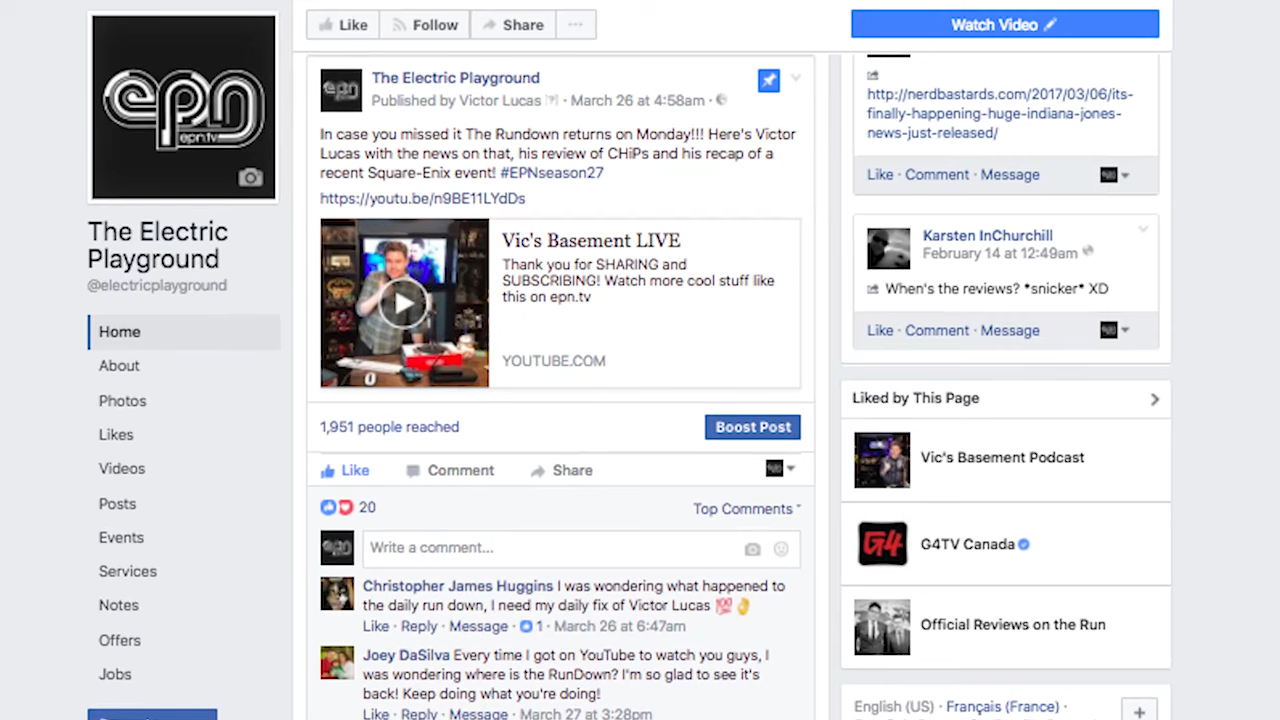 epn
epn.tv
The Electric
Playground
@electricplayground
Home
About
Photos
Likes
Videos
Posts
Events
Services
Notes
Offers
Jobs
Like
Follow
Share
Watch Video
The Electric Playground
Published by Victor Lucas [?] · March 26 at 4:58am ·
In case you missed it The Rundown returns on Monday!!! Here's Victor
Lucas with the news on that, his review of CHiPs and his recap of a
recent Square-Enix event! #EPNseason27
https://youtu.be/n9BE11LYdDs
Vic's Basement LIVE
Thank you for SHARING and
SUBSCRIBING! Watch more cool stuff like
this on epn.tv
YOUTUBE.COM
1,951 people reached
Boost Post
Like
Comment
Share
20
Top Comments
Write a comment...
Christopher James Huggins I was wondering what happened to
the daily run down, I need my daily fix of Victor Lucas 💯👌
Like · Reply · Message · 1 · March 26 at 6:47am
Joey DaSilva Every time I got on YouTube to watch you guys, I
was wondering where is the RunDown? I'm so glad to see it's
back! Keep doing what you're doing!
Like · Reply · Message · March 27 at 3:28pm
http://nerdbastards.com/2017/03/06/its-
finally-happening-huge-indiana-jones-
news-just-released/
Like · Comment · Message
Karsten InChurchill
February 14 at 12:49am
When's the reviews? *snicker* XD
Like · Comment · Message
Liked by This Page
Vic's Basement Podcast
G4
G4TV Canada
Official Reviews on the Run
English (US) · Français (France) ·